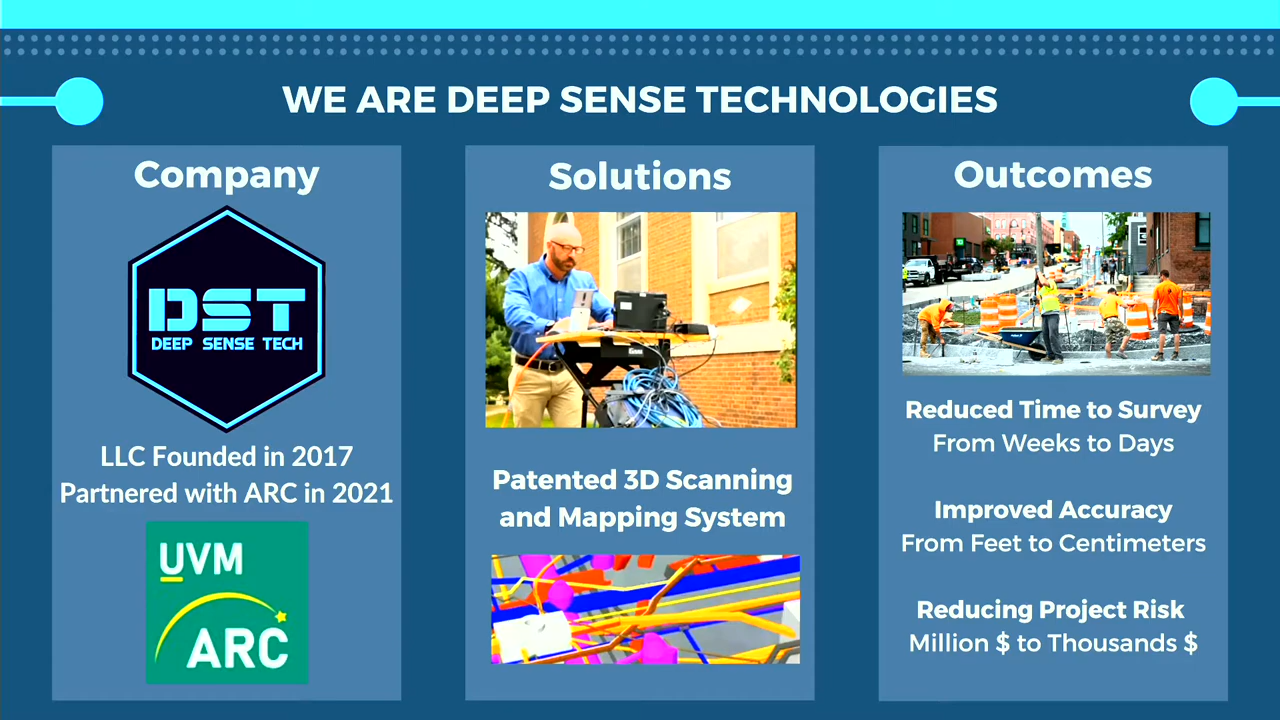 WE ARE DEEP SENSE TECHNOLOGIES
Company
DST
DEEP SENSE TECH
LLC Founded in 2017
Partnered with ARC in 2021
UVM
ARC
Solutions
Patented 3D Scanning
and Mapping System
Outcomes
Reduced Time to Survey
From Weeks to Days
Improved Accuracy
From Feet to Centimeters
Reducing Project Risk
Million $ to Thousands $